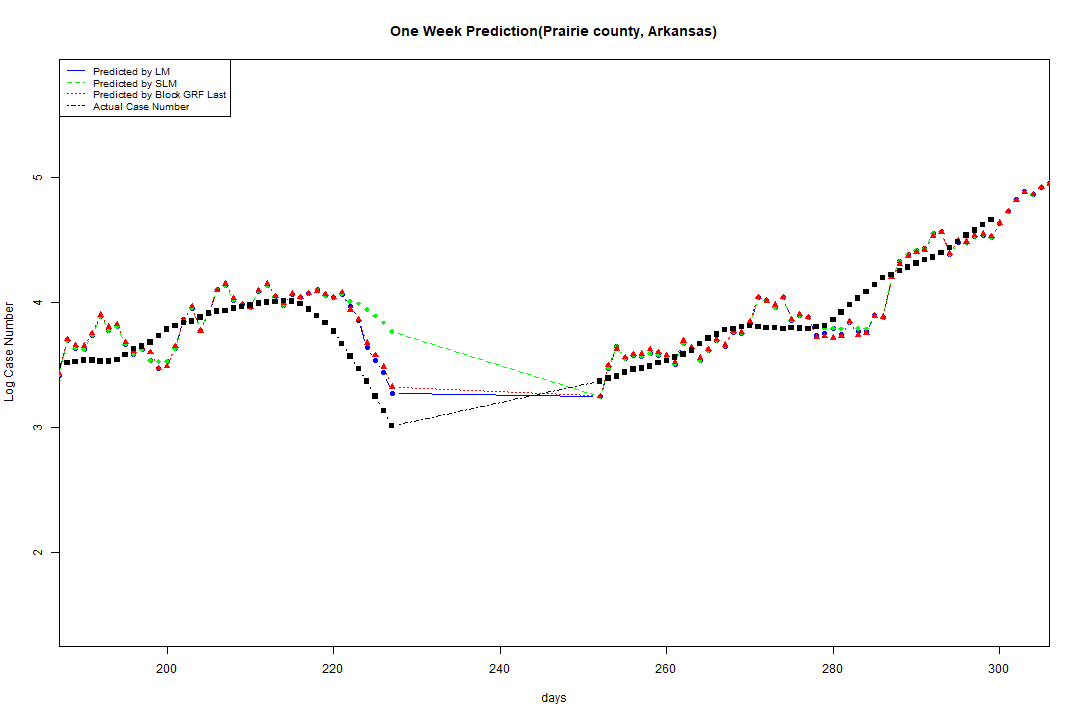 One Week Prediction(Prairie county, Arkansas)
Predicted by LM
Predicted by SLM
Predicted by Block GRF Last
Actual Case Number
5
4
3
2
Log Case Number
200 220 240 260 280 300
days